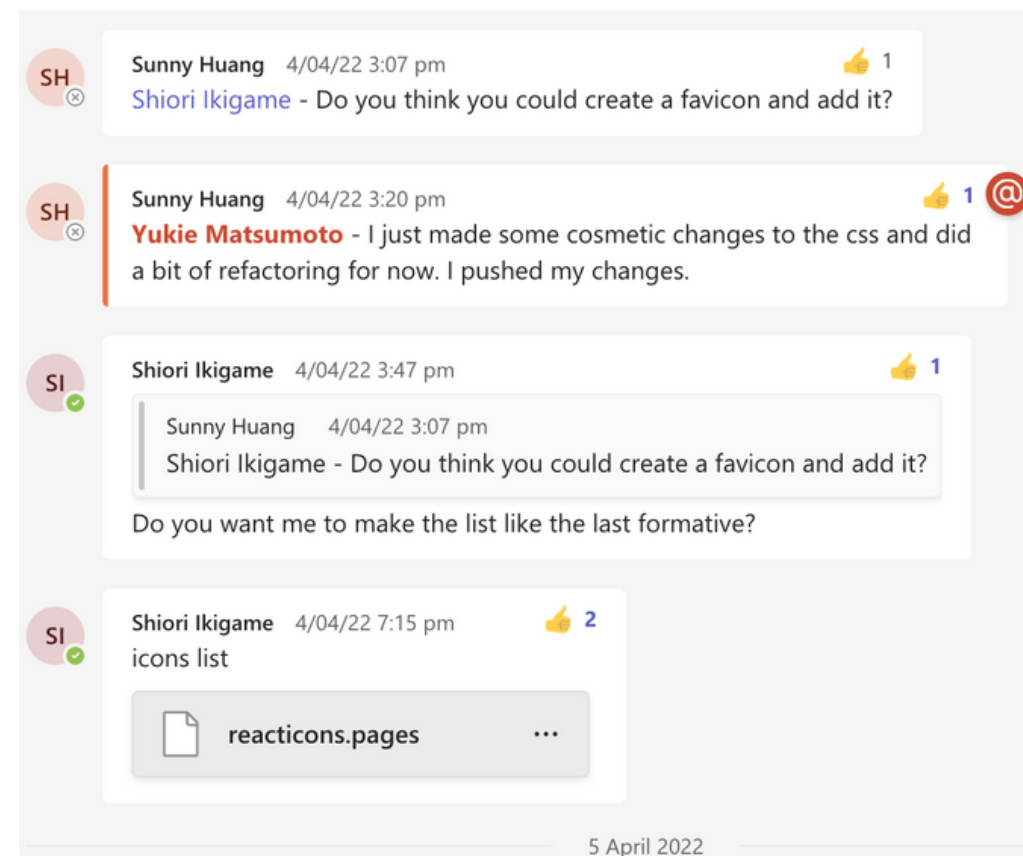 SH
Sunny Huang 4/04/22 3:07 pm 1
Shiori Ikigame - Do you think you could create a favicon and add it?
SH
Sunny Huang 4/04/22 3:20 pm 1 @
Yukie Matsumoto - I just made some cosmetic changes to the css and did
a bit of refactoring for now. I pushed my changes.
SI
Shiori Ikigame 4/04/22 3:47 pm 1
Sunny Huang 4/04/22 3:07 pm
Shiori Ikigame - Do you think you could create a favicon and add it?
Do you want me to make the list like the last formative?
SI
Shiori Ikigame 4/04/22 7:15 pm 2
icons list
reacticons.pages ...
5 April 2022